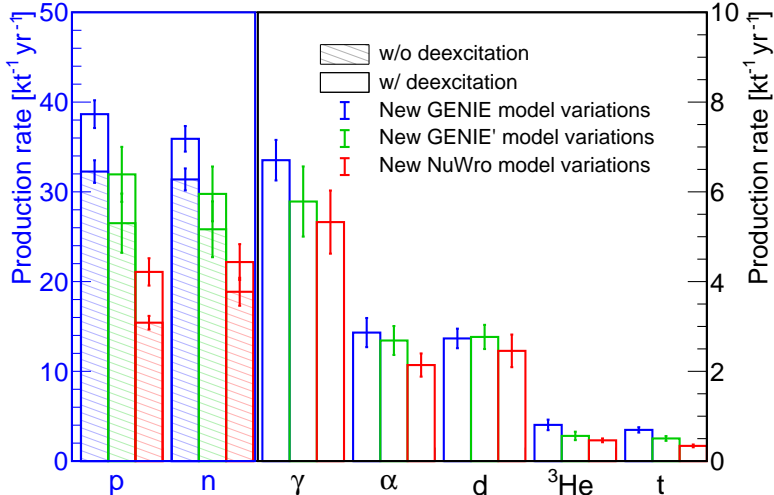 Production rate [kt⁻¹ yr⁻¹]
50
40
30
20
10
0
w/o deexcitation
w/ deexcitation
New GENIE model variations
New GENIE' model variations
New NuWro model variations
10
8
6
4
2
0
Production rate [kt⁻¹ yr⁻¹]
p n γ α d ³He t